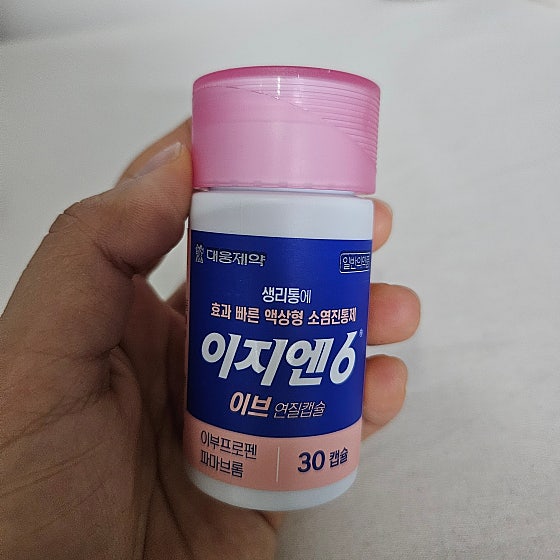 대웅제약
일반의약품
생리통에
효과 빠른 액상형 소염진통제
이지엔6®
이브 연질캡슐
이부프로펜
파마브롬
30 캡슐